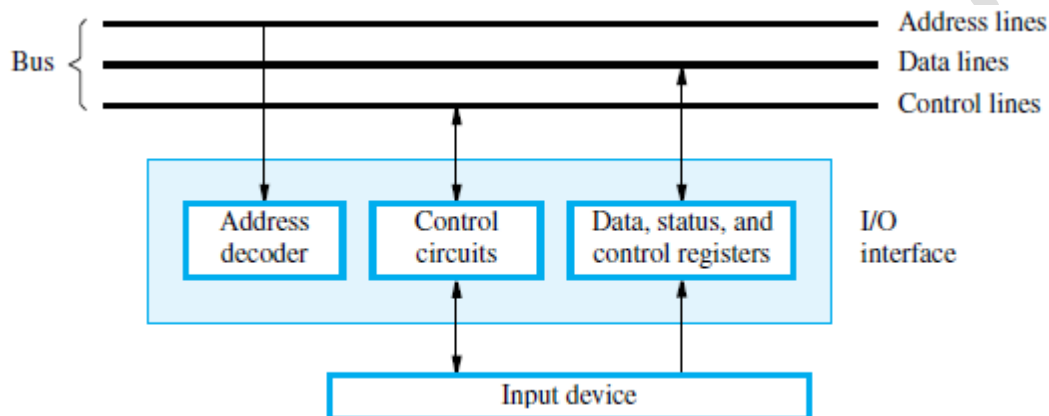 Address lines
Bus
Data lines
Control lines
Address
decoder
Control
circuits
Data, status, and
control registers
I/O
interface
Input device